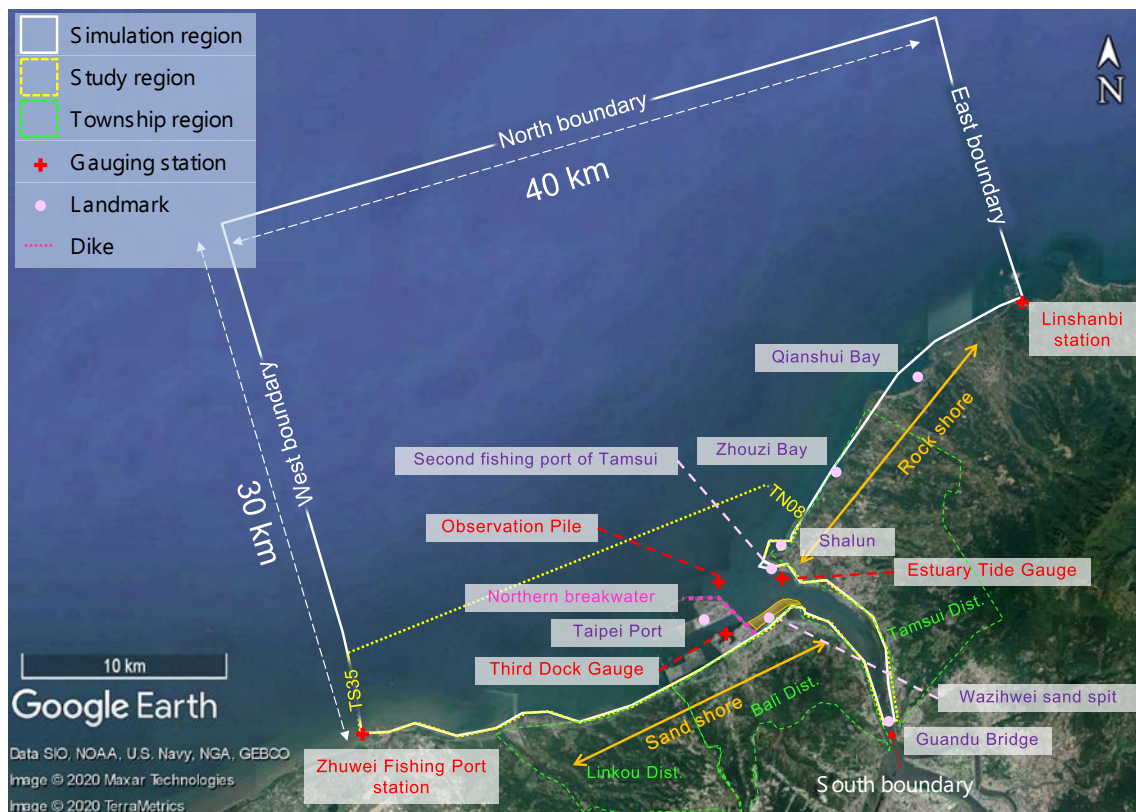 Simulation region
Study region
Township region
Gauging station
Landmark
Dike
North boundary
40 km
East boundary
N
West boundary
30 km
Linshanbi
station
Qianshui Bay
Rock shore
Zhouzi Bay
Second fishing port of Tamsui
TN08
Observation Pile
Shalun
Estuary Tide Gauge
Northern breakwater
Taipei Port
Tamsui Dist.
Third Dock Gauge
10 km
TS35
Google Earth
Sand shore
Bali Dist.
Wazihwei sand spit
Guandu Bridge
Linkou Dist.
Zhuwei Fishing Port
station
South boundary
Data SIO, NOAA, U.S. Navy, NGA, GEBCO
Image © 2020 Maxar Technologies
Image © 2020 TerraMetrics